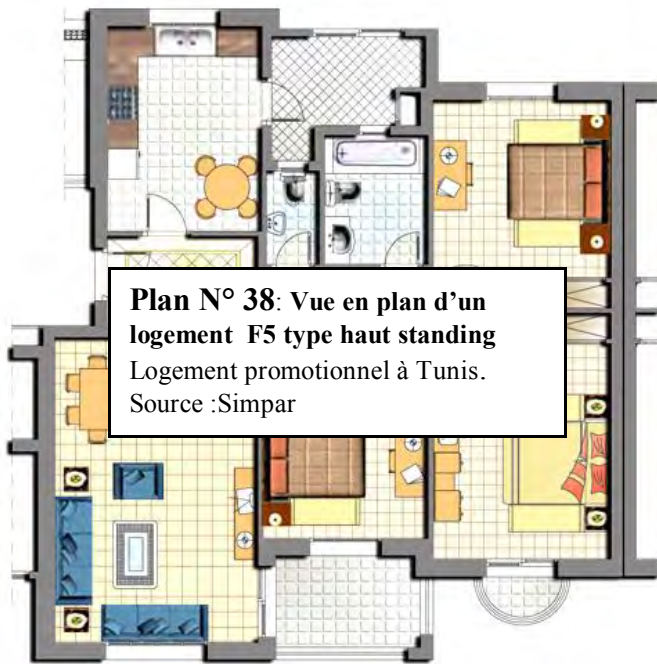 Plan N° 38: Vue en plan d’un
logement F5 type haut standing
Logement promotionnel à Tunis.
Source :Simpar